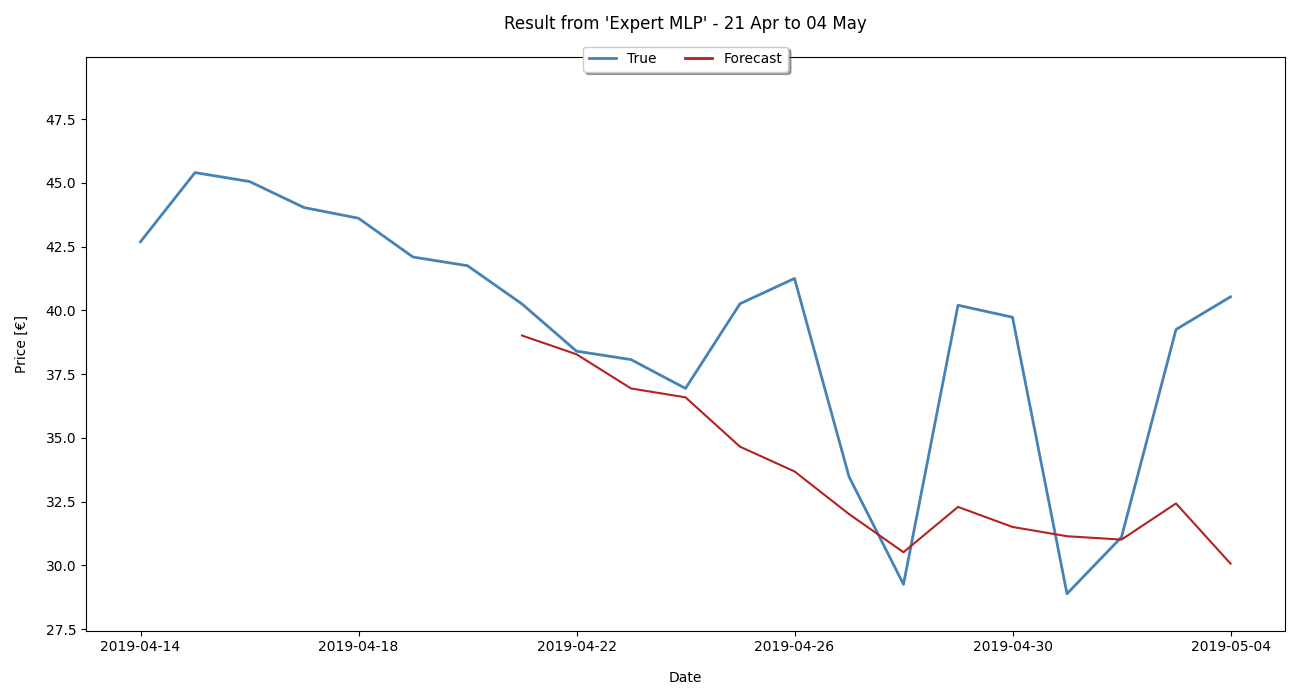 Result from 'Expert MLP' - 21 Apr to 04 May
True Forecast
47.5
45.0
42.5
40.0
37.5
35.0
32.5
30.0
27.5
Price [€]
2019-04-14 2019-04-18 2019-04-22 2019-04-26 2019-04-30 2019-05-04
Date